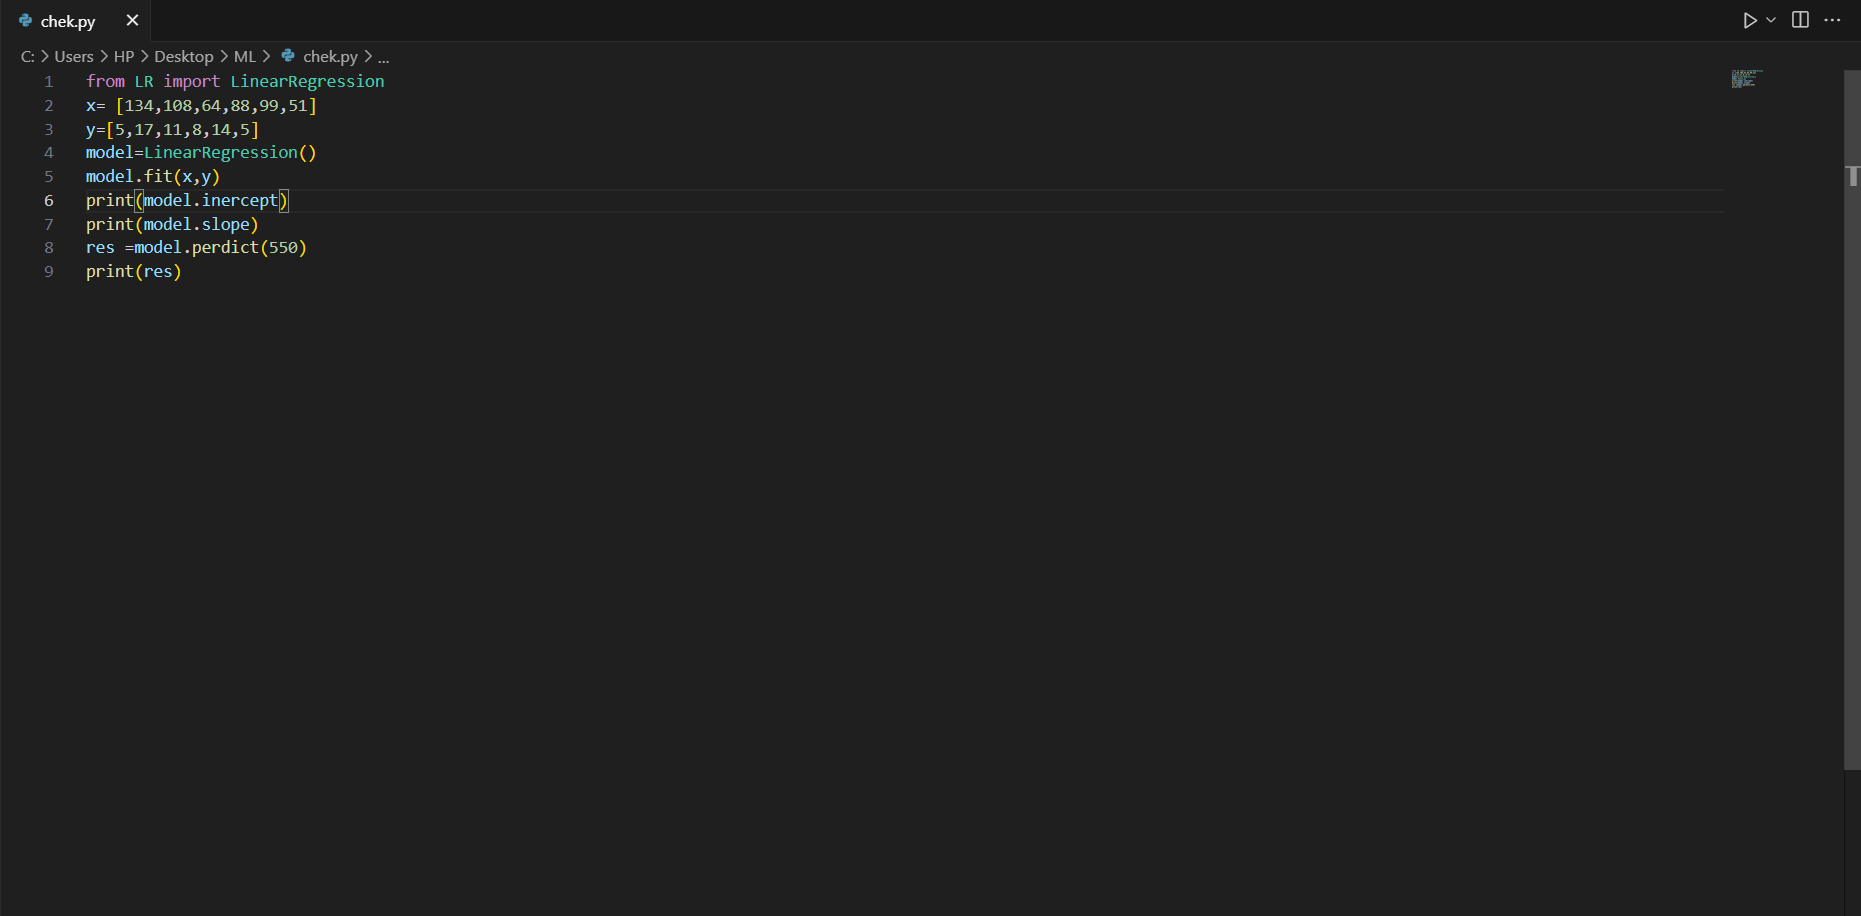 chek.py
C: > Users > HP > Desktop > ML > chek.py > ...
1 from LR import LinearRegression
2 x= [134,108,64,88,99,51]
3 y=[5,17,11,8,14,5]
4 model=LinearRegression()
5 model.fit(x,y)
6 print(model.inercept)
7 print(model.slope)
8 res =model.perdict(550)
9 print(res)